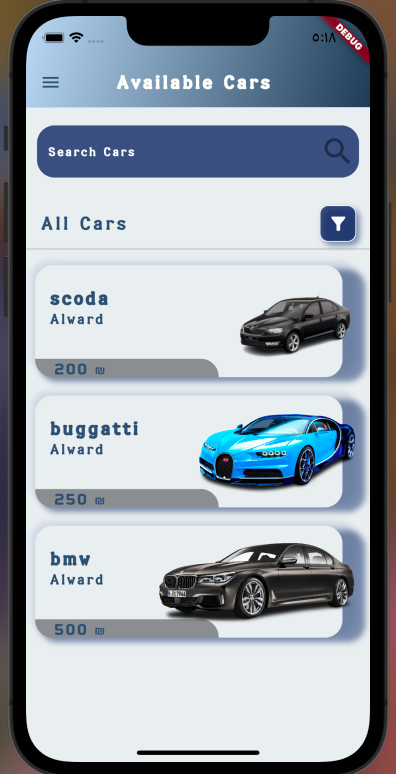 ٥:١٨
DEBUG
Available Cars
Search Cars
All Cars
scoda
Alward
200 ₪
buggatti
Alward
250 ₪
bmw
Alward
500 ₪